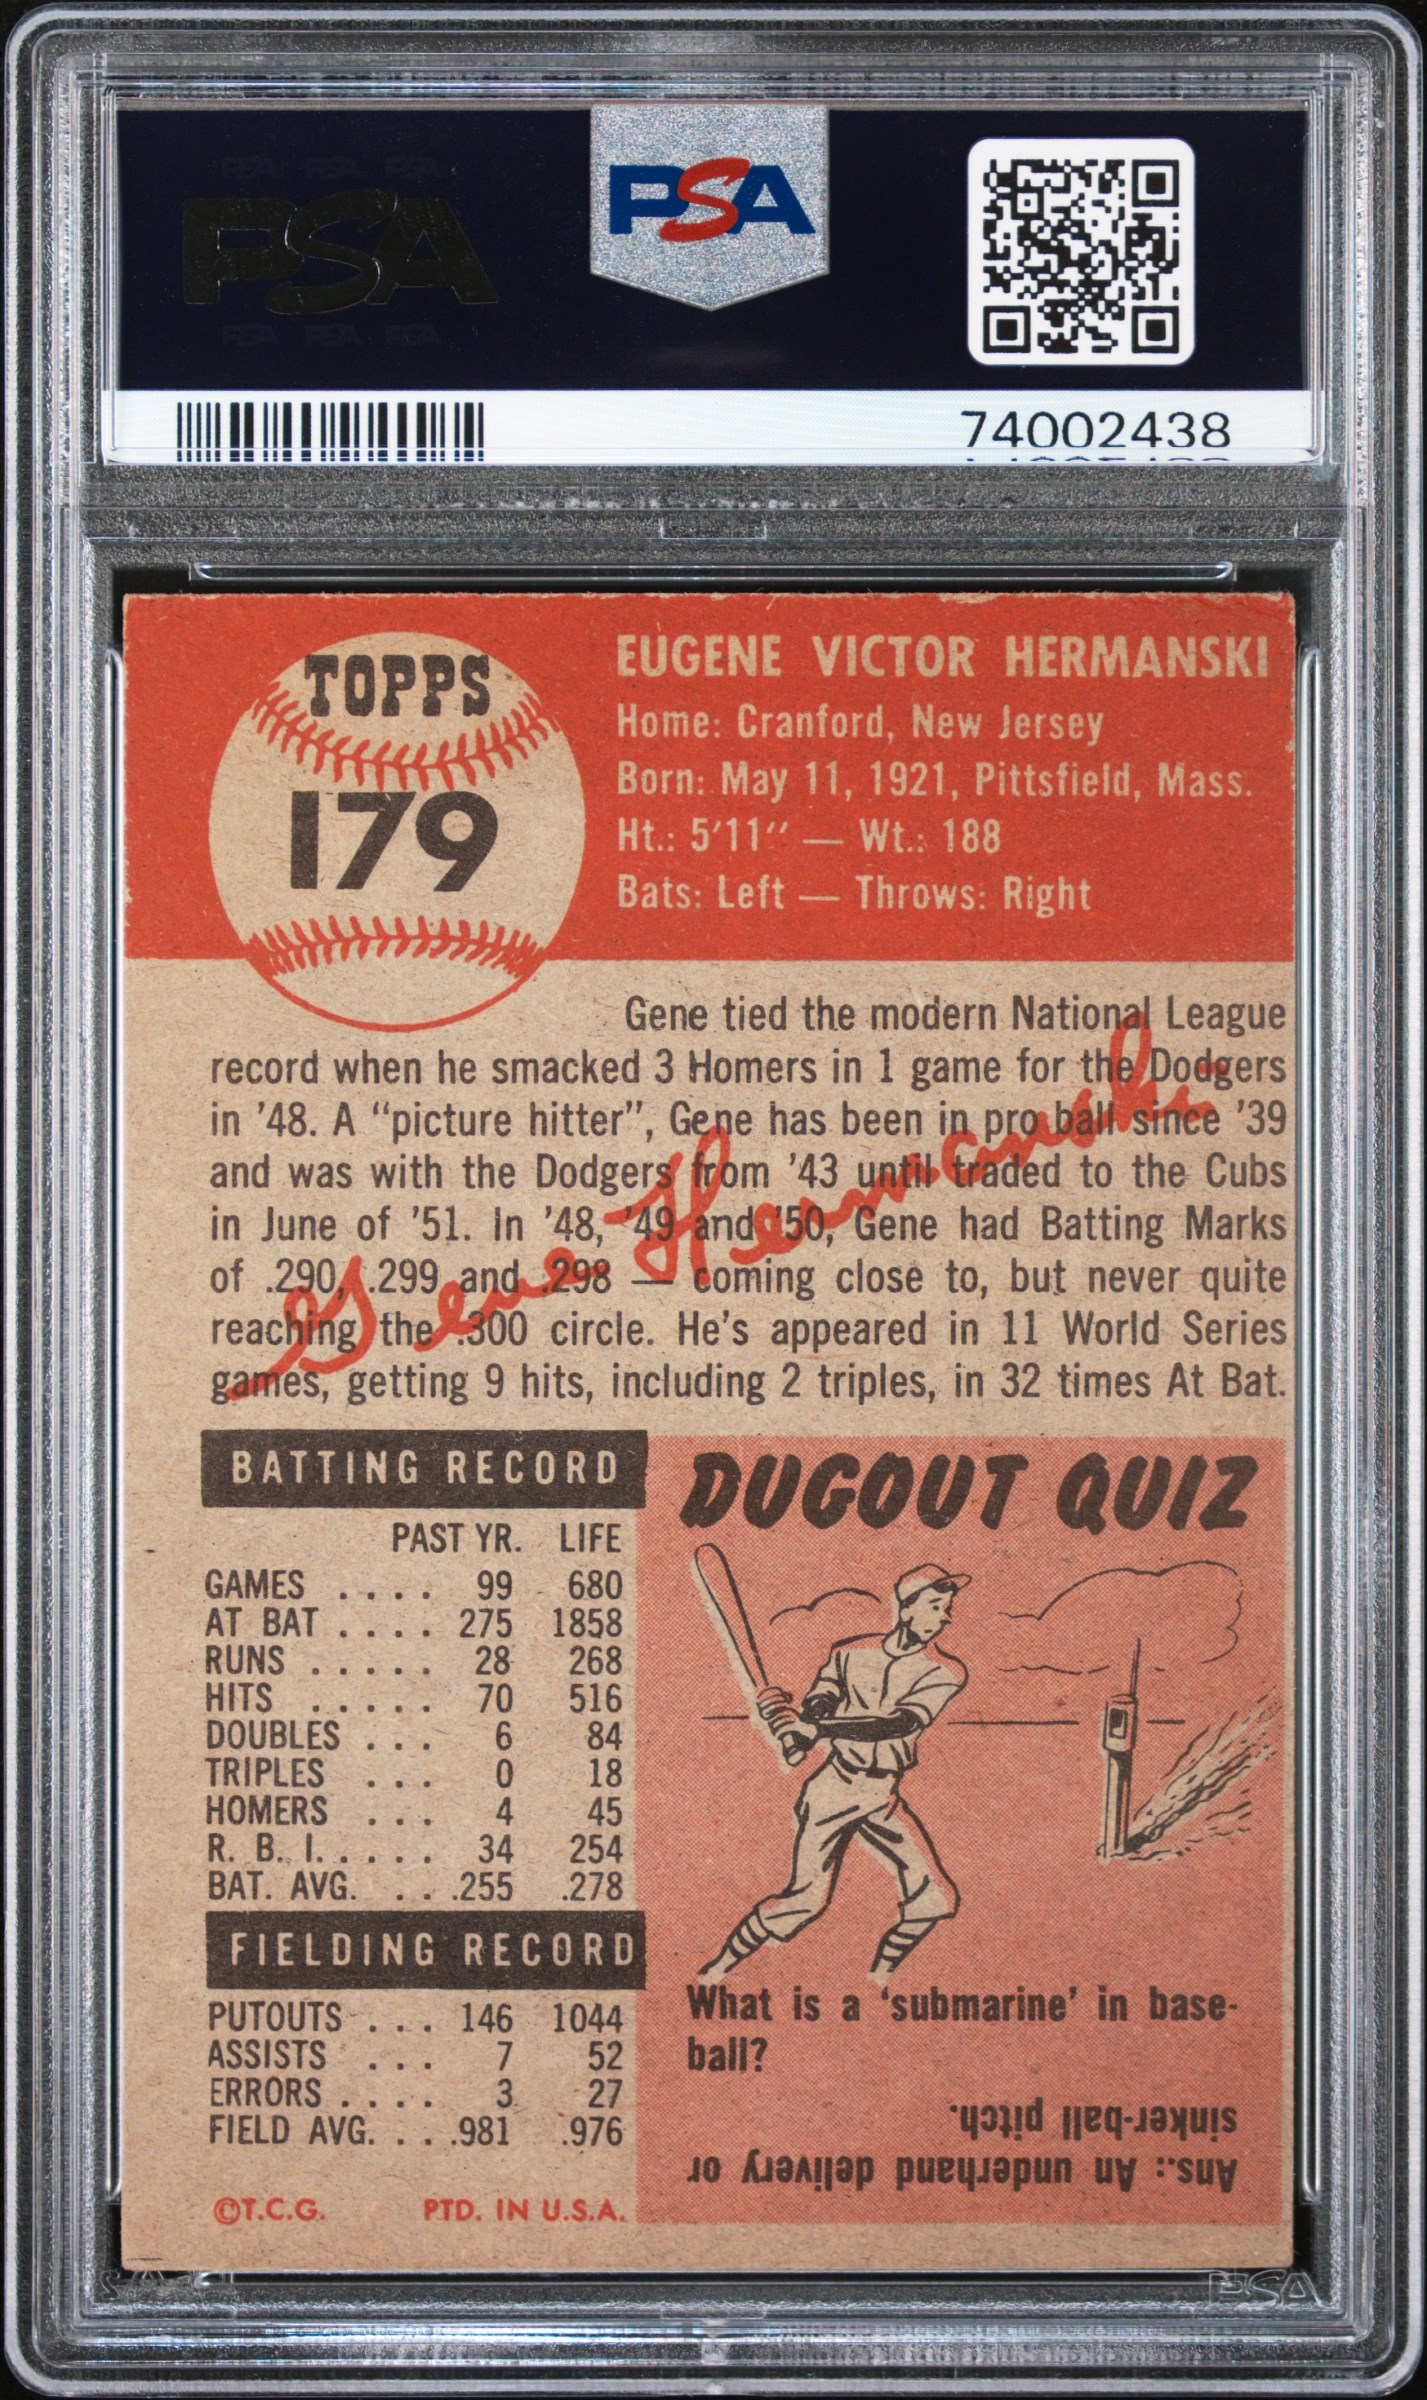 PSA PSA PSA
PSA
PSA PSA PSA
PSA
74002438
TOPPS
179
EUGENE VICTOR HERMANSKI
Home: Cranford, New Jersey
Born: May 11, 1921, Pittsfield, Mass.
Ht.: 5'11'' — Wt.: 188
Bats: Left — Throws: Right
Gene tied the modern National League
record when he smacked 3 Homers in 1 game for the Dodgers
in '48. A "picture hitter", Gene has been in pro ball since '39
and was with the Dodgers from '43 until traded to the Cubs
in June of '51. In '48, '49 and '50, Gene had Batting Marks
of .290, .299 and .298 — coming close to, but never quite
reaching the .300 circle. He's appeared in 11 World Series
games, getting 9 hits, including 2 triples, in 32 times At Bat.
Gene Hermanski
BATTING RECORD
PAST YR. LIFE
GAMES . . . . 99 680
AT BAT . . . . 275 1858
RUNS . . . . . 28 268
HITS . . . . . 70 516
DOUBLES . . . 6 84
TRIPLES . . . 0 18
HOMERS . . . 4 45
R. B. I. . . . . 34 254
BAT. AVG. . . .255 .278
FIELDING RECORD
PUTOUTS . . . 146 1044
ASSISTS . . . 7 52
ERRORS . . . . 3 27
FIELD AVG. . . .981 .976
©T.C.G. PTD. IN U.S.A.
DUGOUT QUIZ
What is a 'submarine' in base-
ball?
Ans.: An underhand delivery or
sinker-ball pitch.
PSA